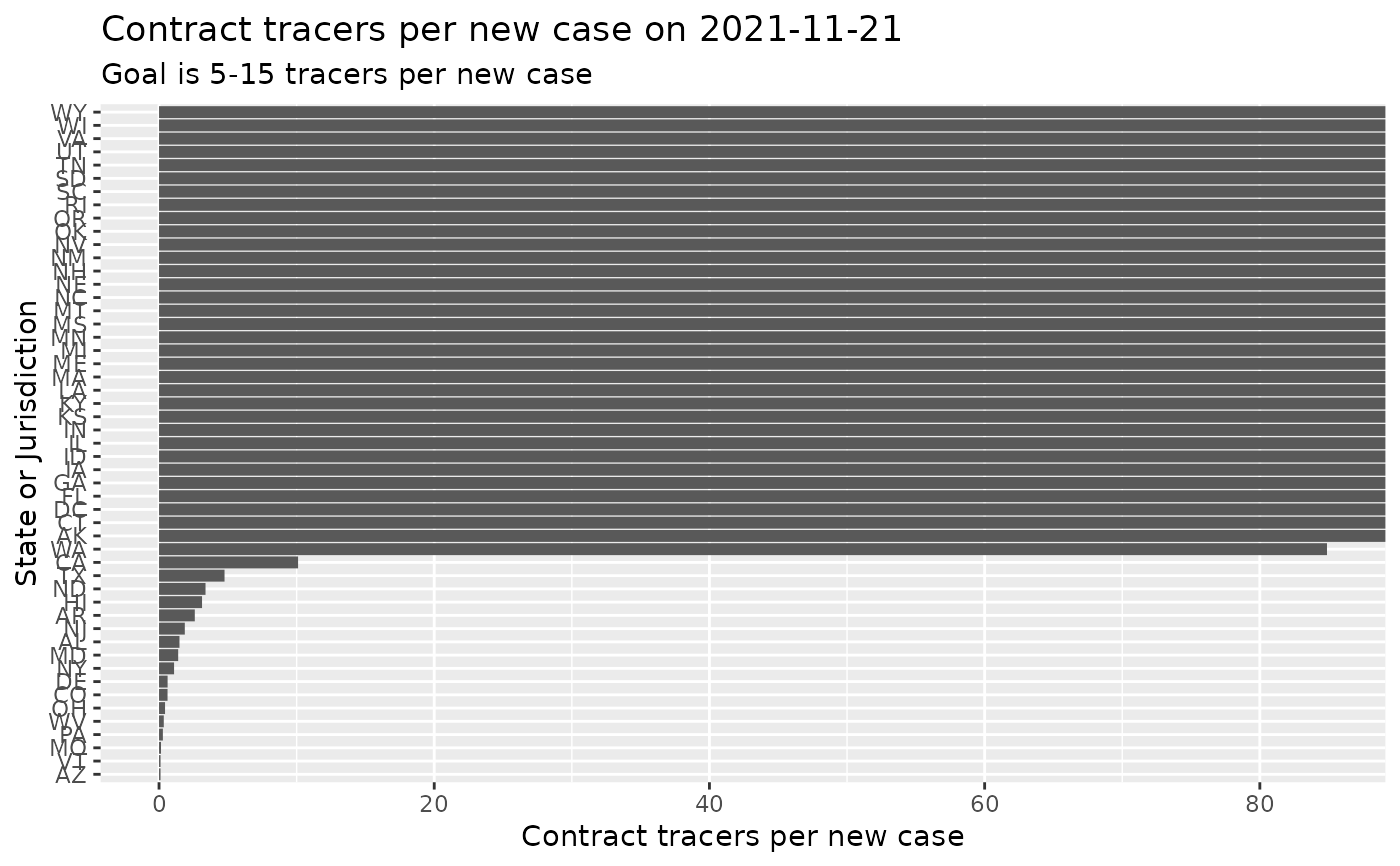 Contract tracers per new case on 2021-11-21
Goal is 5-15 tracers per new case
State or Jurisdiction
WY
WI
VA
UT
TN
SD
SC
RI
OR
OK
NV
NM
NH
NE
NC
MT
MS
MN
MI
ME
MA
LA
KY
KS
IN
IL
ID
IA
GA
FL
DC
CT
AK
WA
CA
TX
ND
HI
AR
NJ
AL
MD
NY
DE
CO
OH
WV
PA
MO
VT
AZ
0 20 40 60 80
Contract tracers per new case